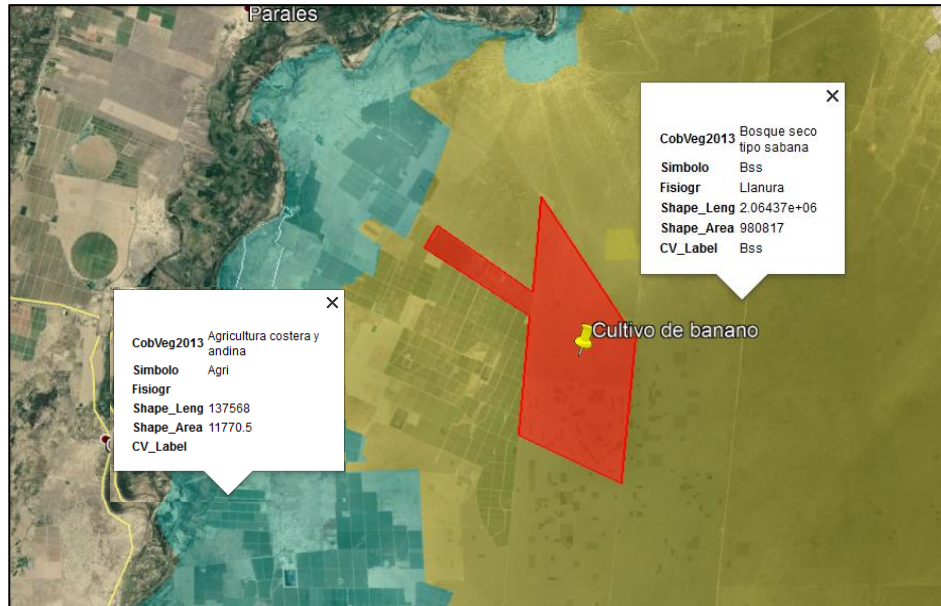 Parales
CobVeg2013 Bosque seco
tipo sabana
Simbolo Bss
Fisiogr Llanura
Shape_Leng 2.06437e+06
Shape_Area 980817
CV_Label Bss
Cultivo de banano
CobVeg2013 Agricultura costera y
andina
Simbolo Agri
Fisiogr
Shape_Leng 137568
Shape_Area 11770.5
CV_Label